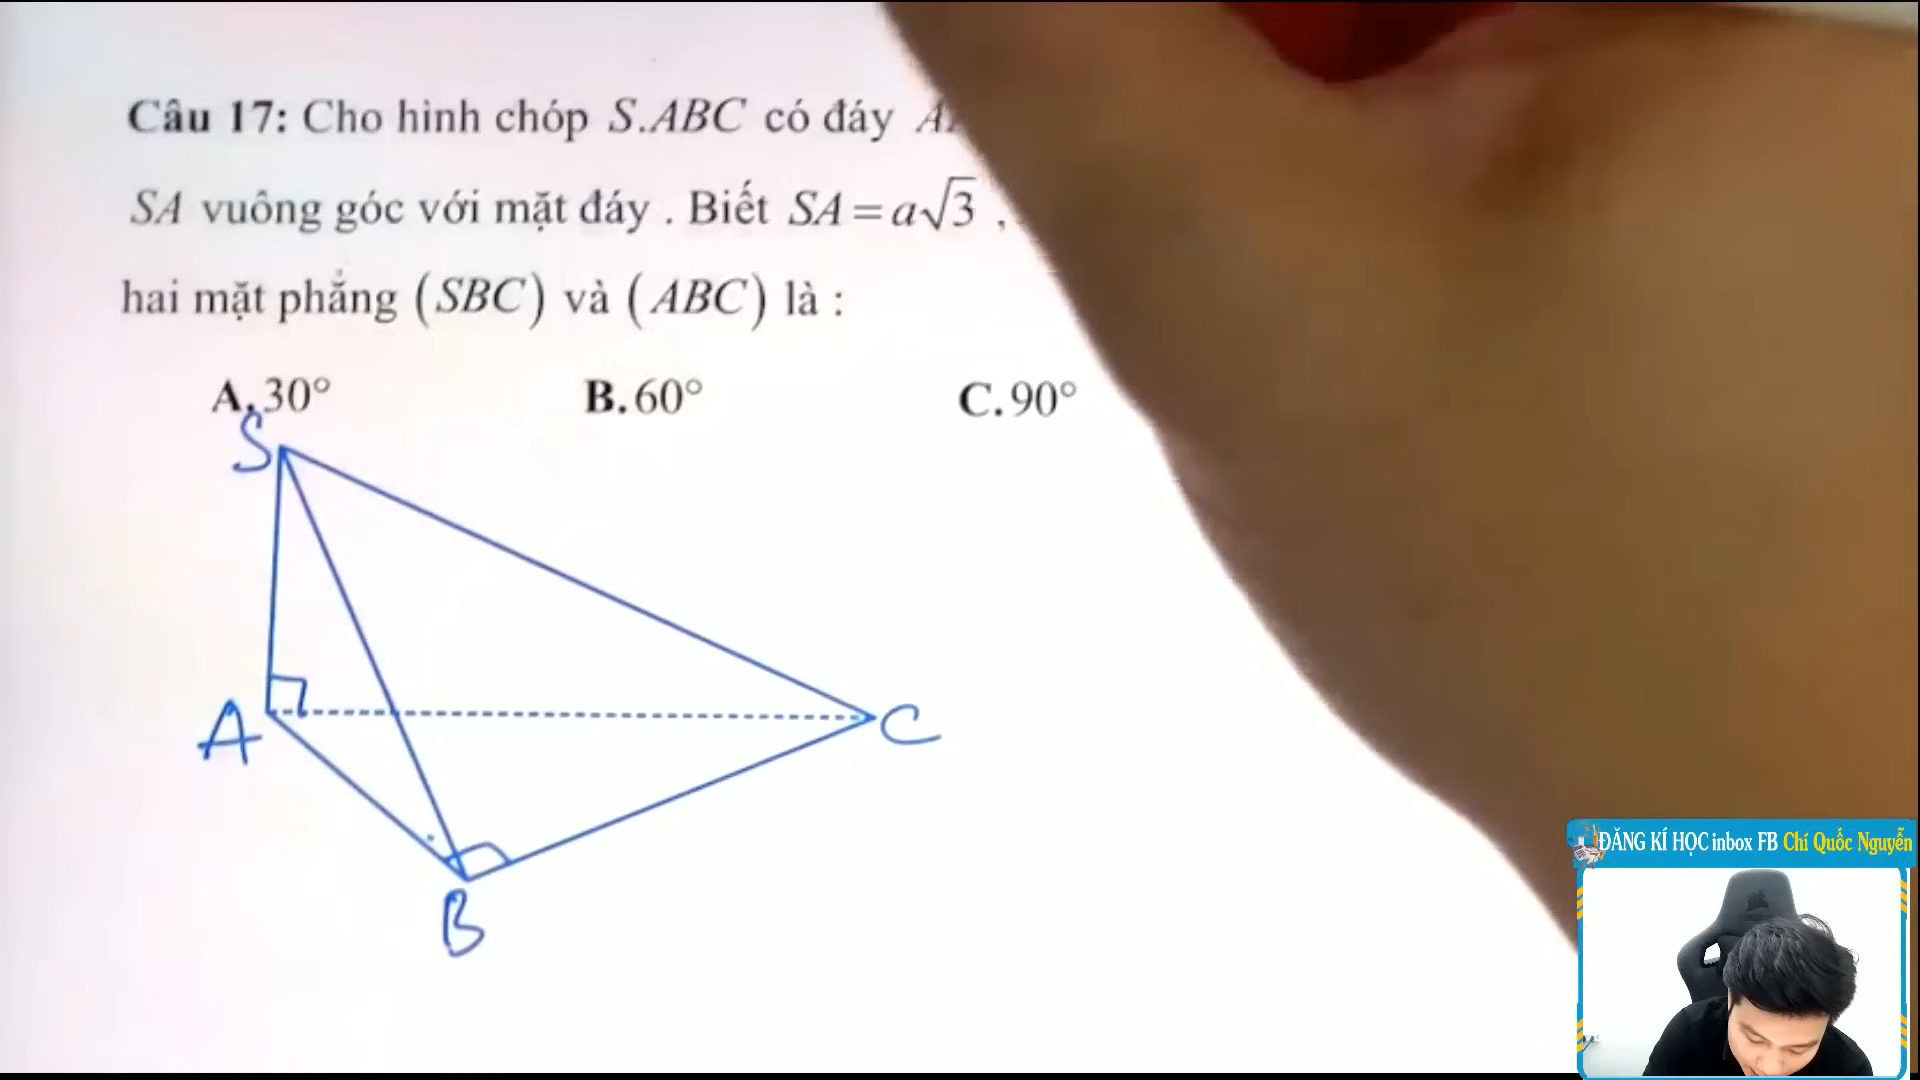 Câu 17: Cho hình chóp S.ABC có đáy
SA vuông góc với mặt đáy . Biết SA = a√3 ,
hai mặt phẳng (SBC) và (ABC) là :
A. 30° B. 60° C. 90°
S
A
C
B
ĐĂNG KÍ HỌC inbox FB Chí Quốc Nguyễn